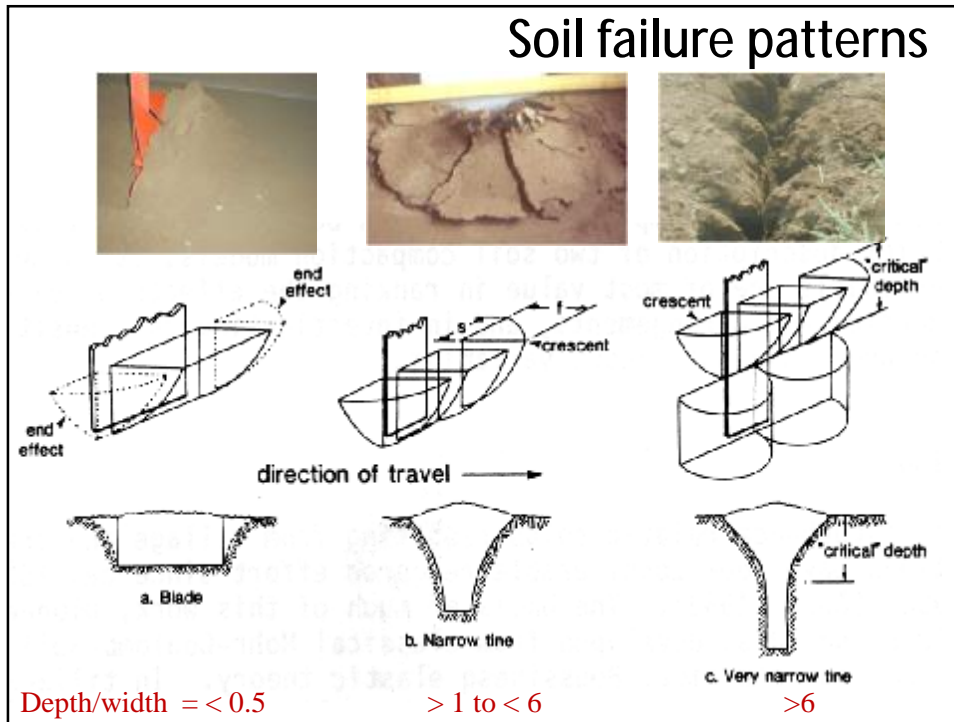 Soil failure patterns
end
effect
end
effect
s
f
crescent
crescent
"critical"
depth
direction of travel
"critical" depth
a. Blade
b. Narrow tine
c. Very narrow tine
Depth/width = < 0.5 > 1 to < 6 >6